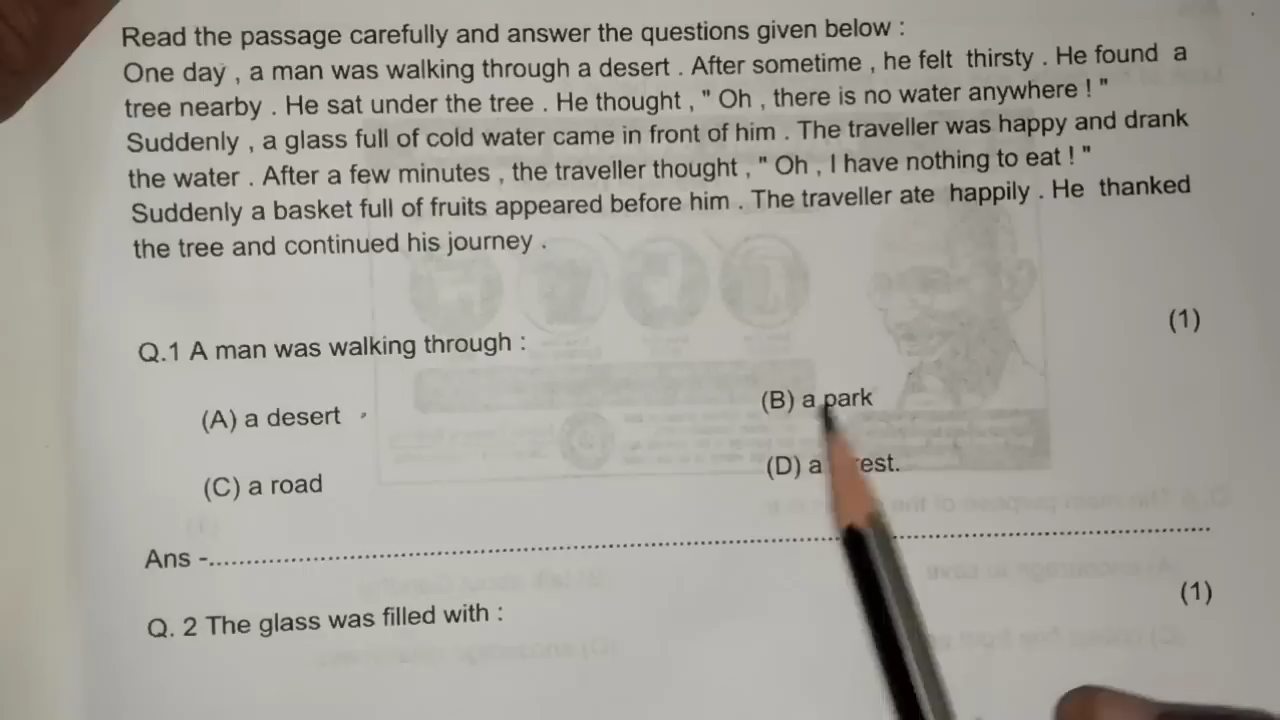 Read the passage carefully and answer the questions given below :
One day , a man was walking through a desert . After sometime , he felt thirsty . He found a
tree nearby . He sat under the tree . He thought , " Oh , there is no water anywhere ! "
Suddenly , a glass full of cold water came in front of him . The traveller was happy and drank
the water . After a few minutes , the traveller thought , " Oh , I have nothing to eat ! "
Suddenly a basket full of fruits appeared before him . The traveller ate happily . He thanked
the tree and continued his journey .
Q.1 A man was walking through : (1)
(A) a desert (B) a park
(C) a road (D) a
Ans -
Q. 2 The glass was filled with : (1)